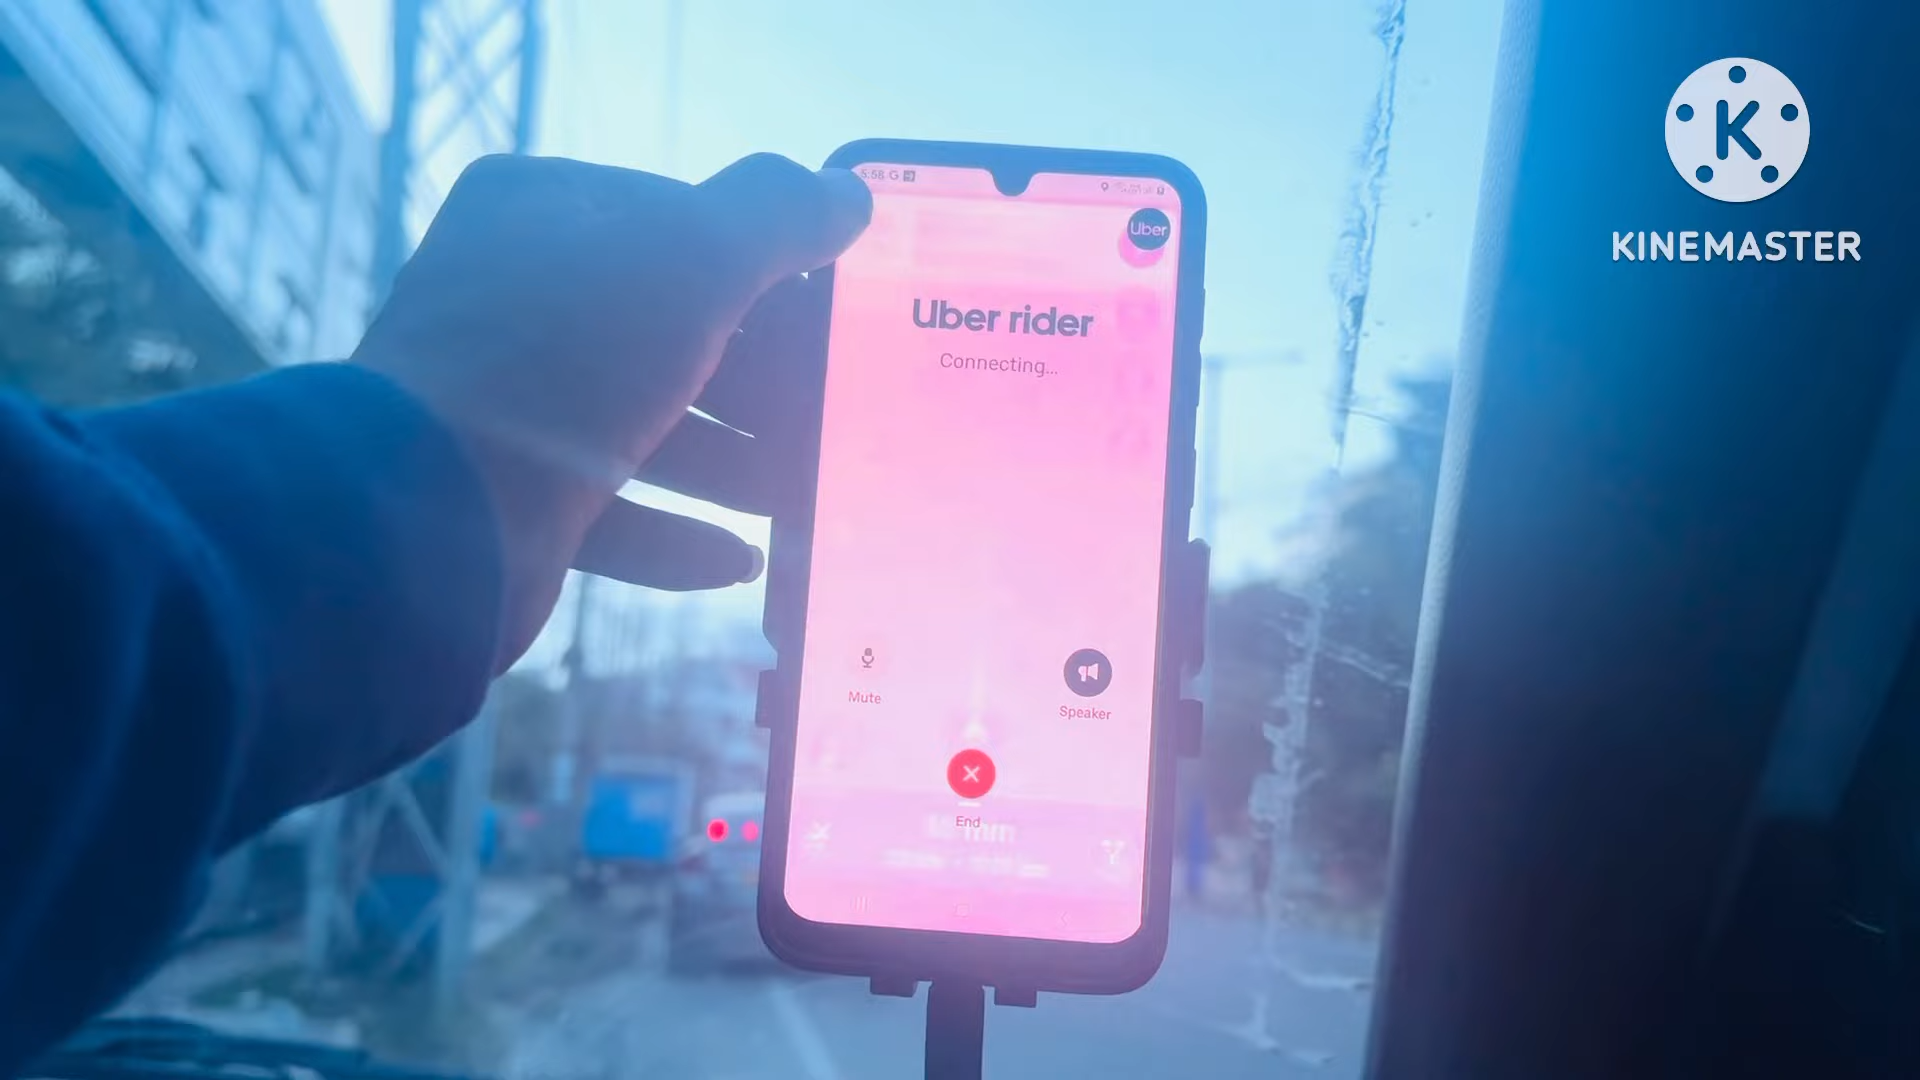 5:58 G
Uber
Uber rider
Connecting...
Mute
Speaker
End
K
KINEMASTER